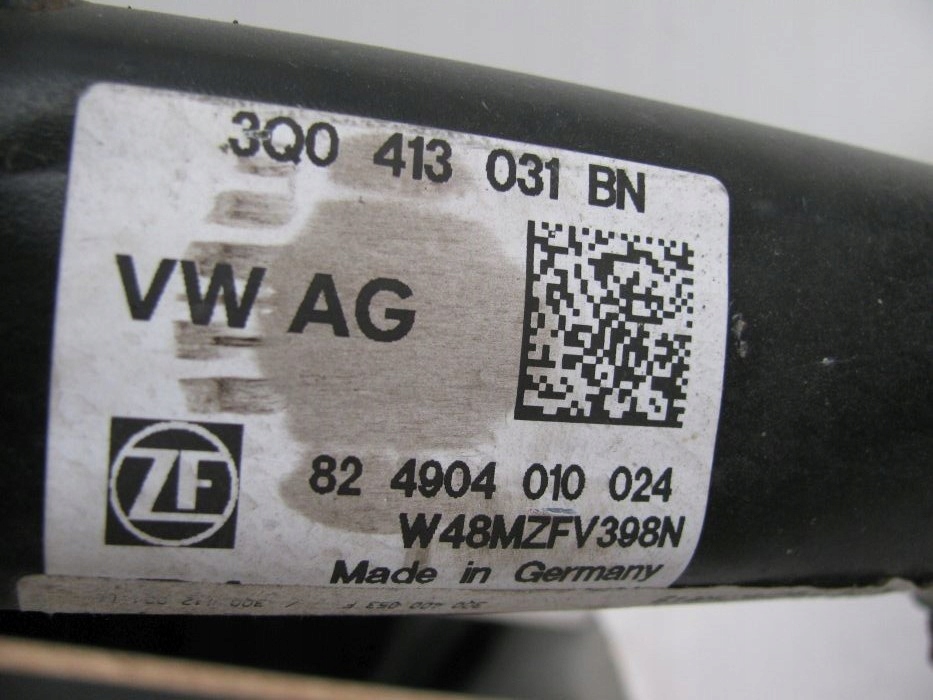 3Q0 413 031 BN
VW AG
ZF
82 4904 010 024
W48MZFV398N
Made in Germany